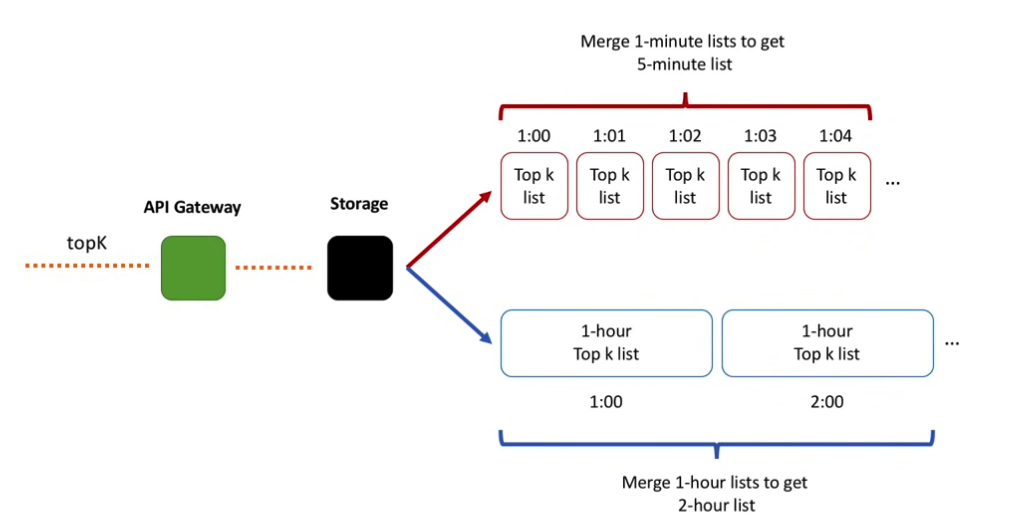 Merge 1-minute lists to get
5-minute list
1:00 1:01 1:02 1:03 1:04
Top k list
Top k list
Top k list
Top k list
Top k list
...
API Gateway
Storage
topK
1-hour
Top k list
1-hour
Top k list
...
1:00 2:00
Merge 1-hour lists to get
2-hour list